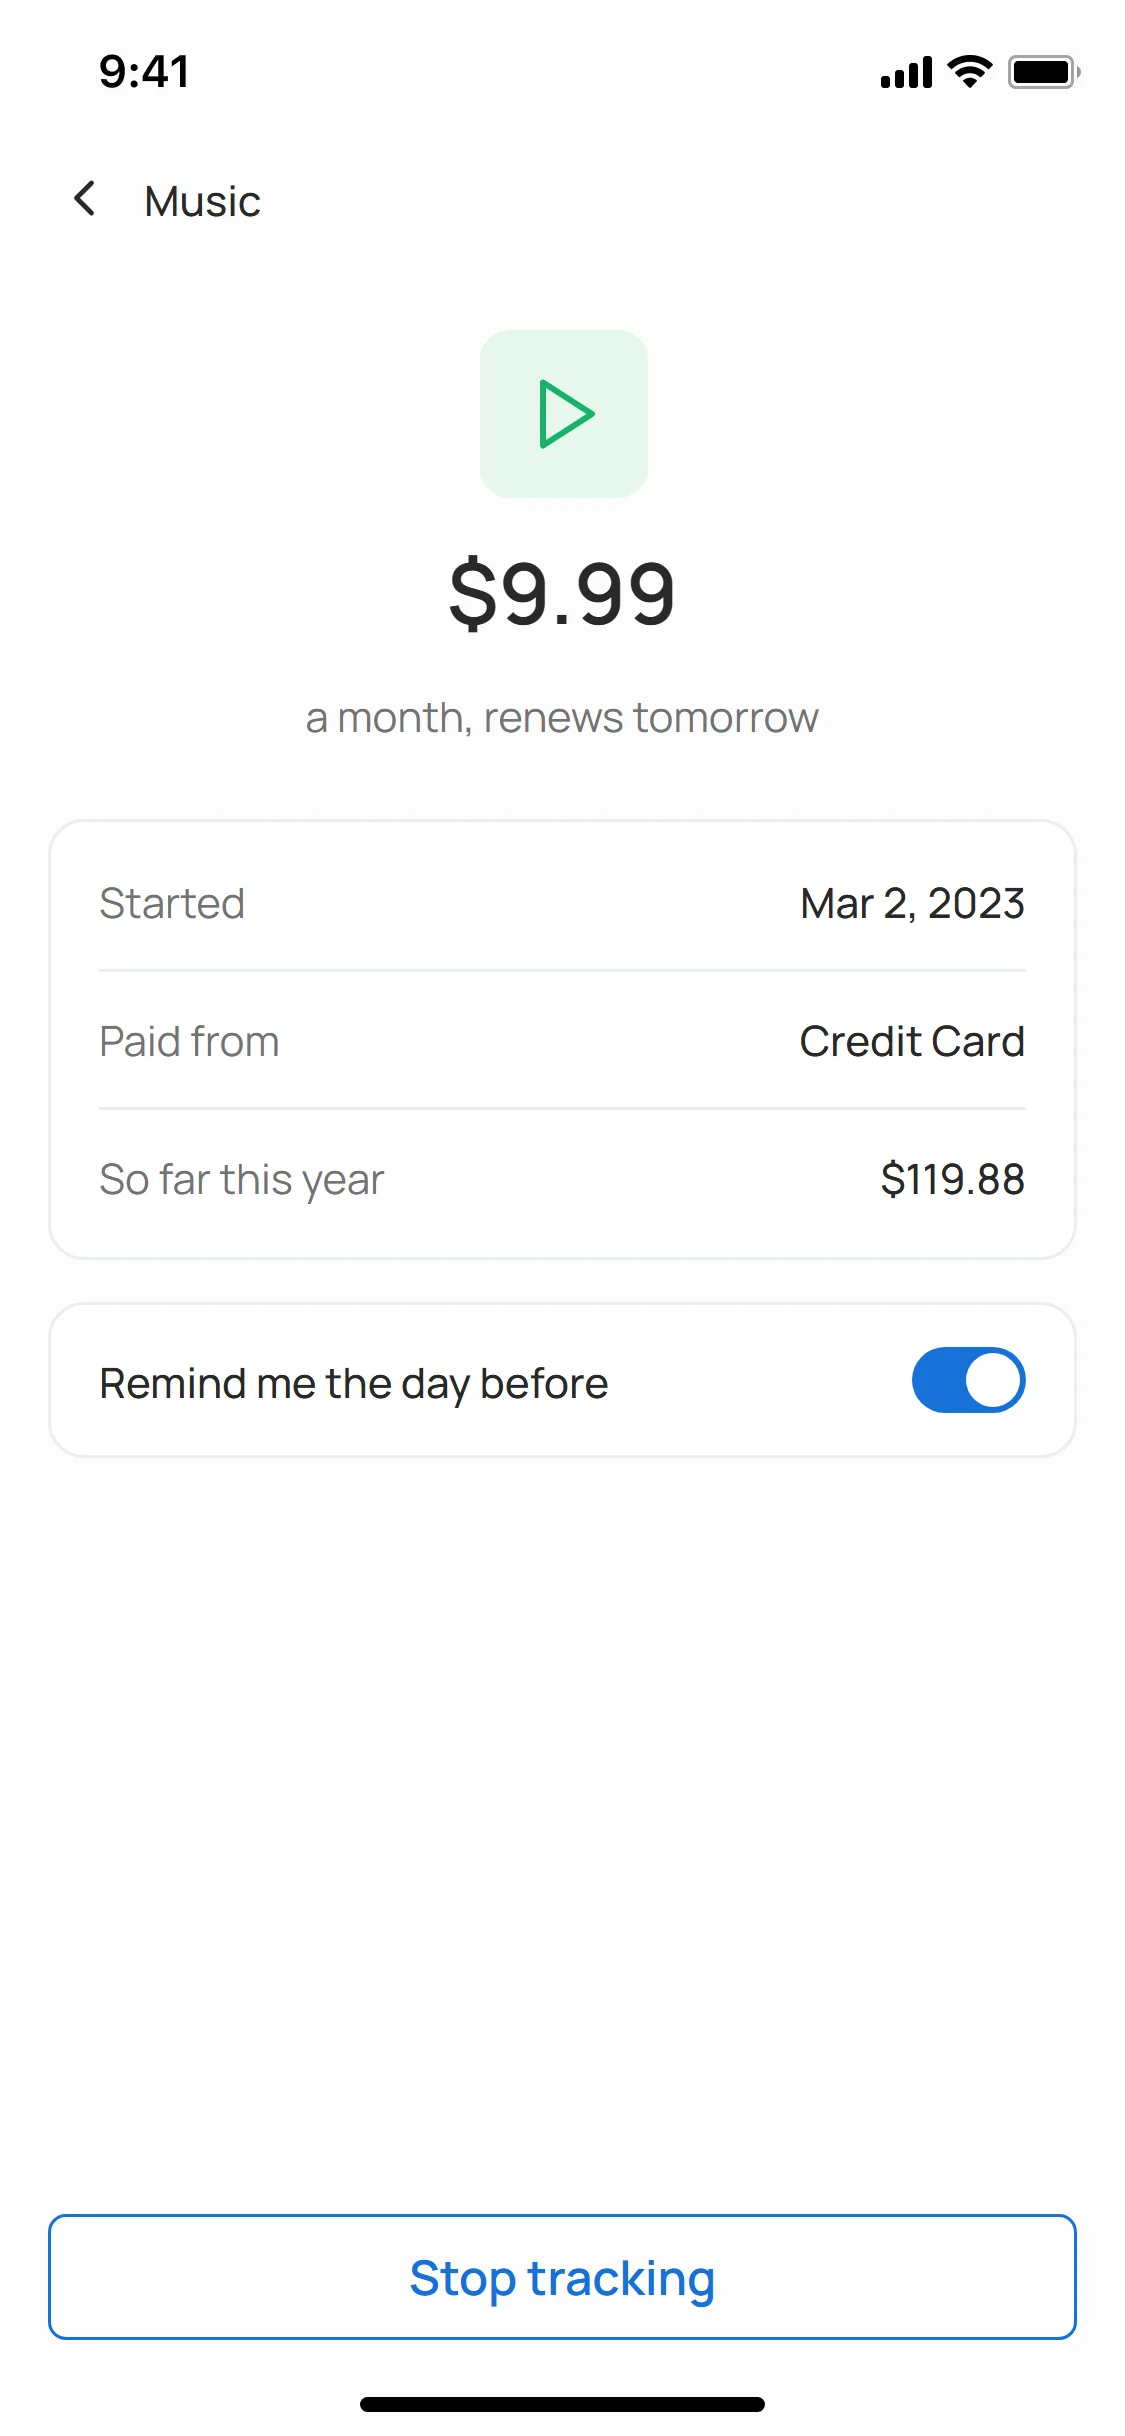 9:41
Music
$9.99
a month, renews tomorrow
Started Mar 2, 2023
Paid from Credit Card
So far this year $119.88
Remind me the day before
Stop tracking